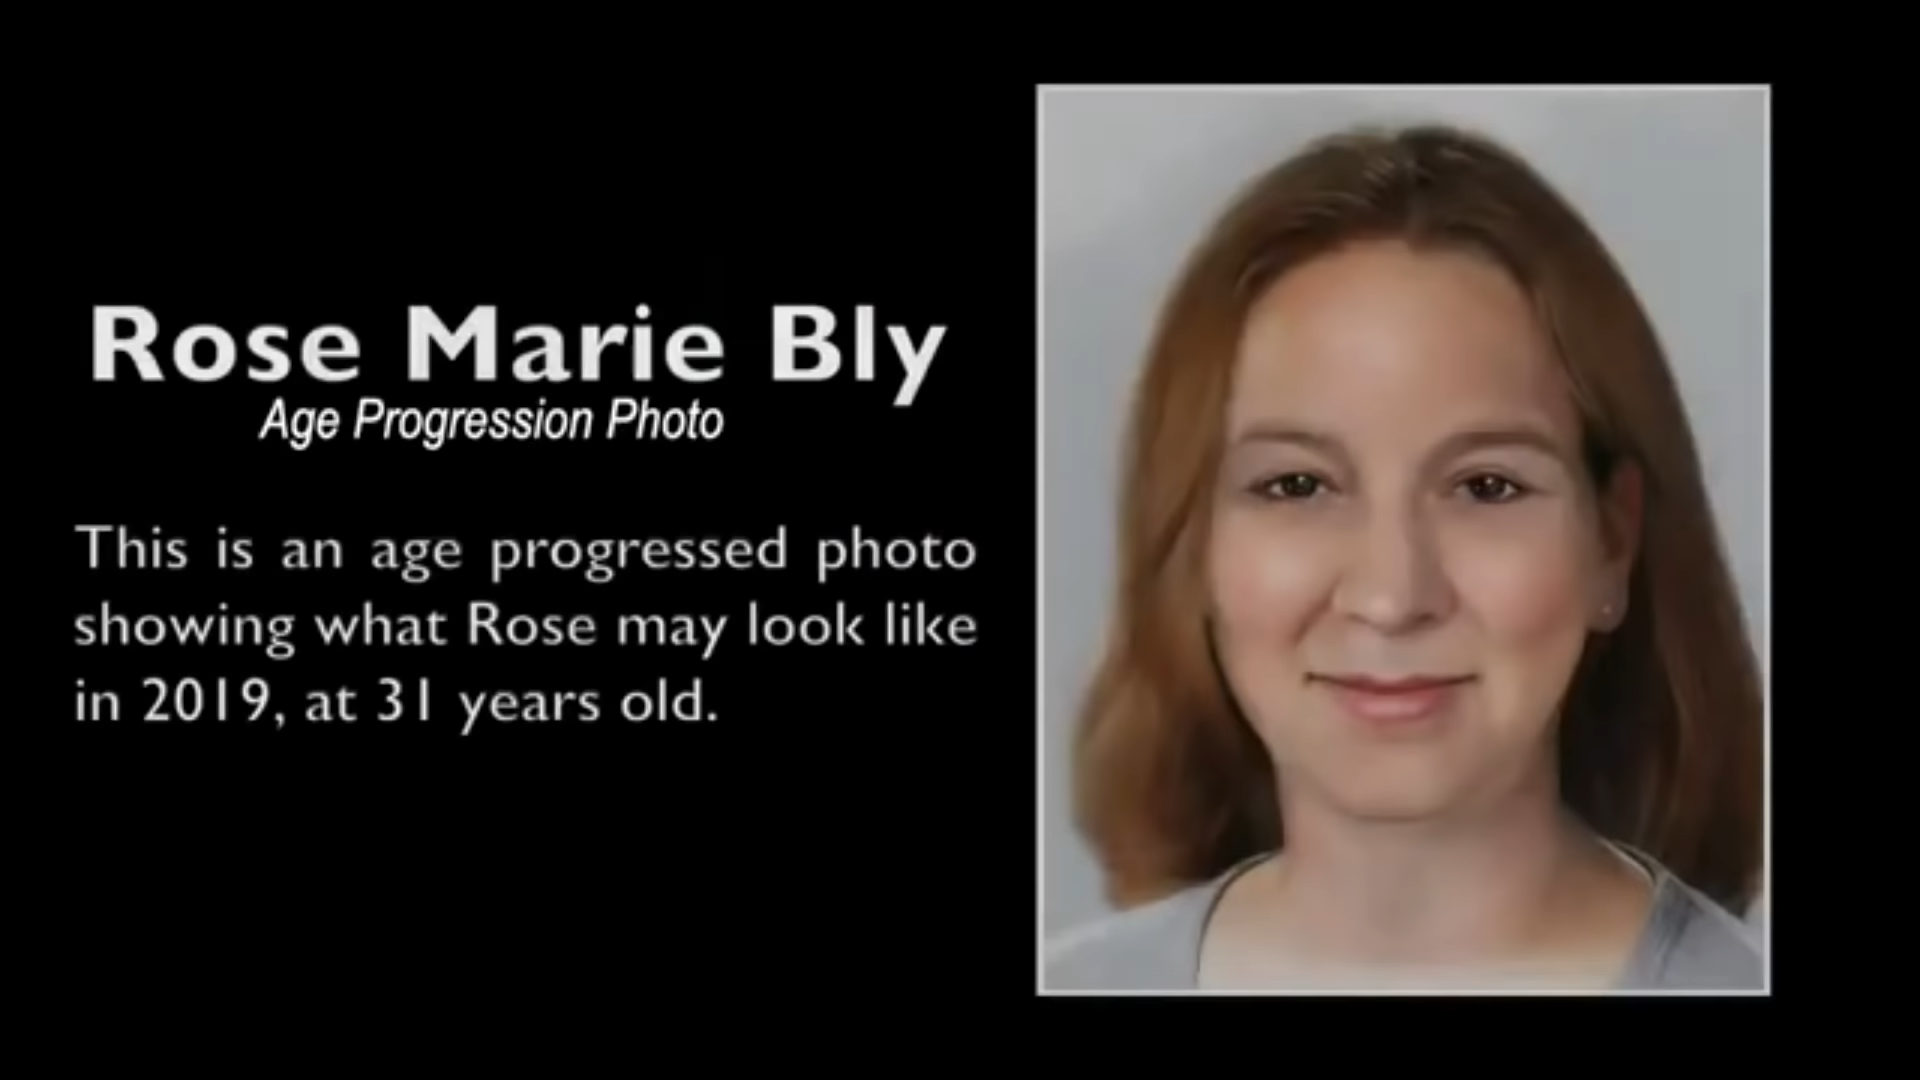 Rose Marie Bly
Age Progression Photo
This is an age progressed photo
showing what Rose may look like
in 2019, at 31 years old.